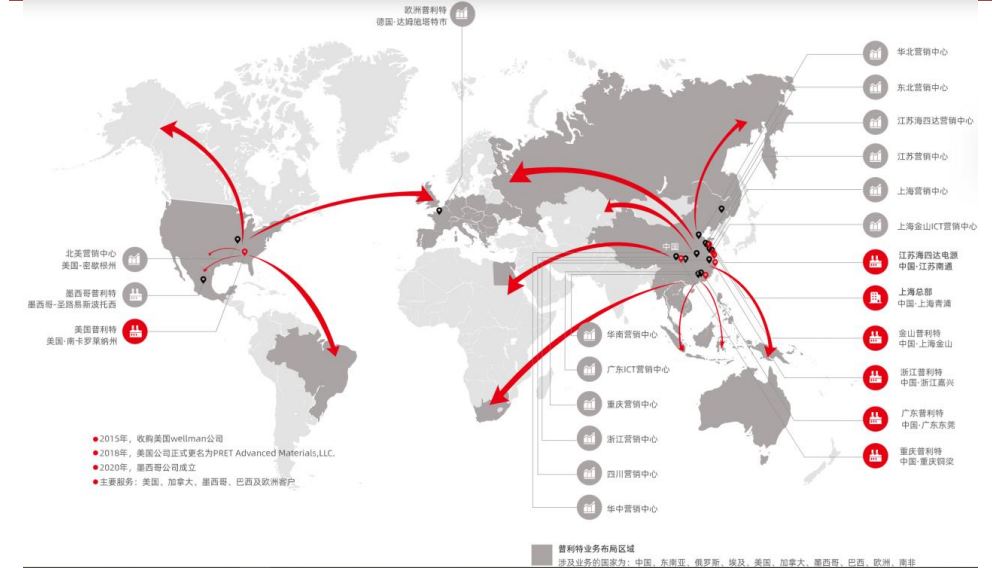 欧洲普利特
德国·达姆施塔特市
华北营销中心
东北营销中心
江苏海四达营销中心
江苏营销中心
上海营销中心
上海金山ICT营销中心
江苏海四达电源
中国·江苏南通
上海总部
中国·上海青浦
金山普利特
中国·上海金山
浙江普利特
中国·浙江嘉兴
广东普利特
中国·广东东莞
重庆普利特
中国·重庆铜梁
中国
北美营销中心
美国·密歇根州
墨西哥普利特
墨西哥-圣路易斯波托西
美国普利特
美国·南卡罗莱纳州
华南营销中心
广东ICT营销中心
重庆营销中心
浙江营销中心
四川营销中心
华中营销中心
●2015年，收购美国wellman公司
●2018年，美国公司正式更名为PRET Advanced Materials,LLC.
●2020年，墨西哥公司成立
●主要服务：美国、加拿大、墨西哥、巴西及欧洲客户
普利特业务布局区域
涉及业务的国家为：中国、东南亚、俄罗斯、埃及、美国、加拿大、墨西哥、巴西、欧洲、南非